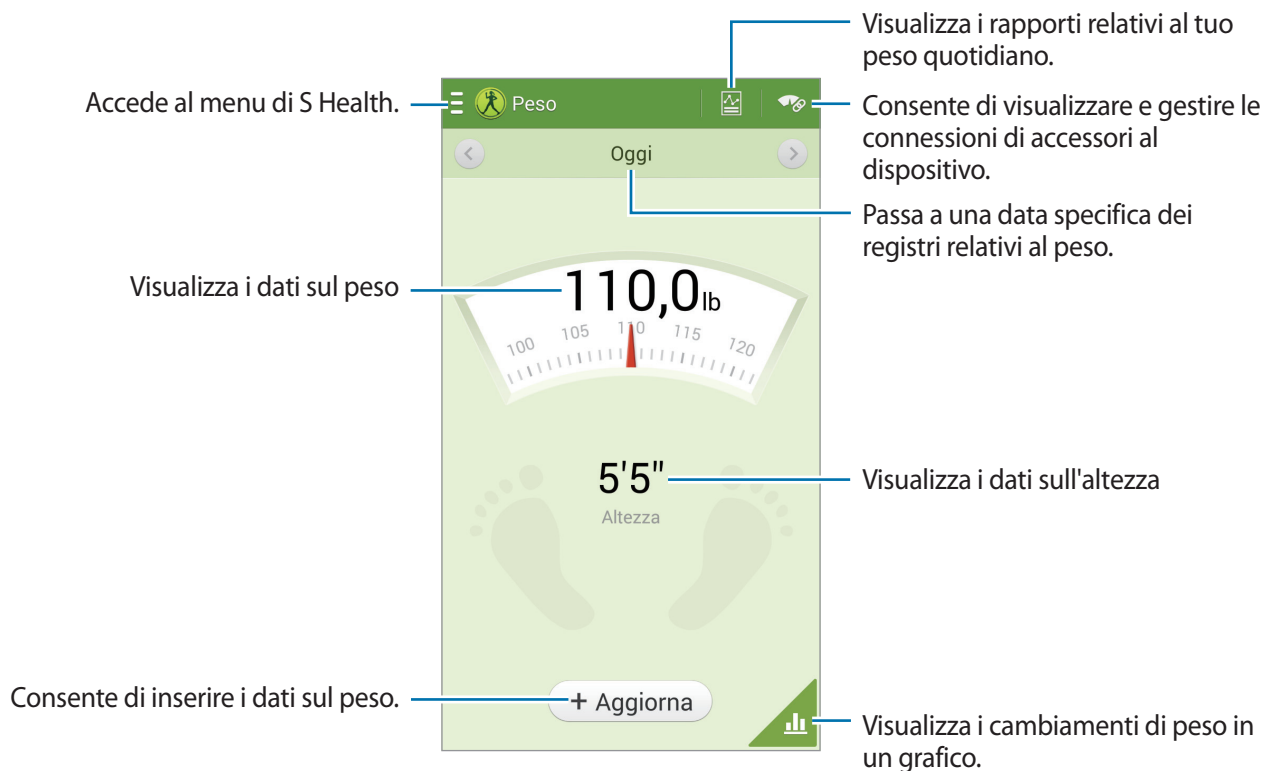 Visualizza i rapporti relativi al tuo
peso quotidiano.
Accede al menu di S Health.
Peso
Consente di visualizzare e gestire le
connessioni di accessori al
dispositivo.
Oggi
Passa a una data specifica dei
registri relativi al peso.
Visualizza i dati sul peso
110,0 lb
100 105 110 115 120
5'5"
Altezza
Visualizza i dati sull'altezza
Consente di inserire i dati sul peso.
+ Aggiorna
Visualizza i cambiamenti di peso in
un grafico.